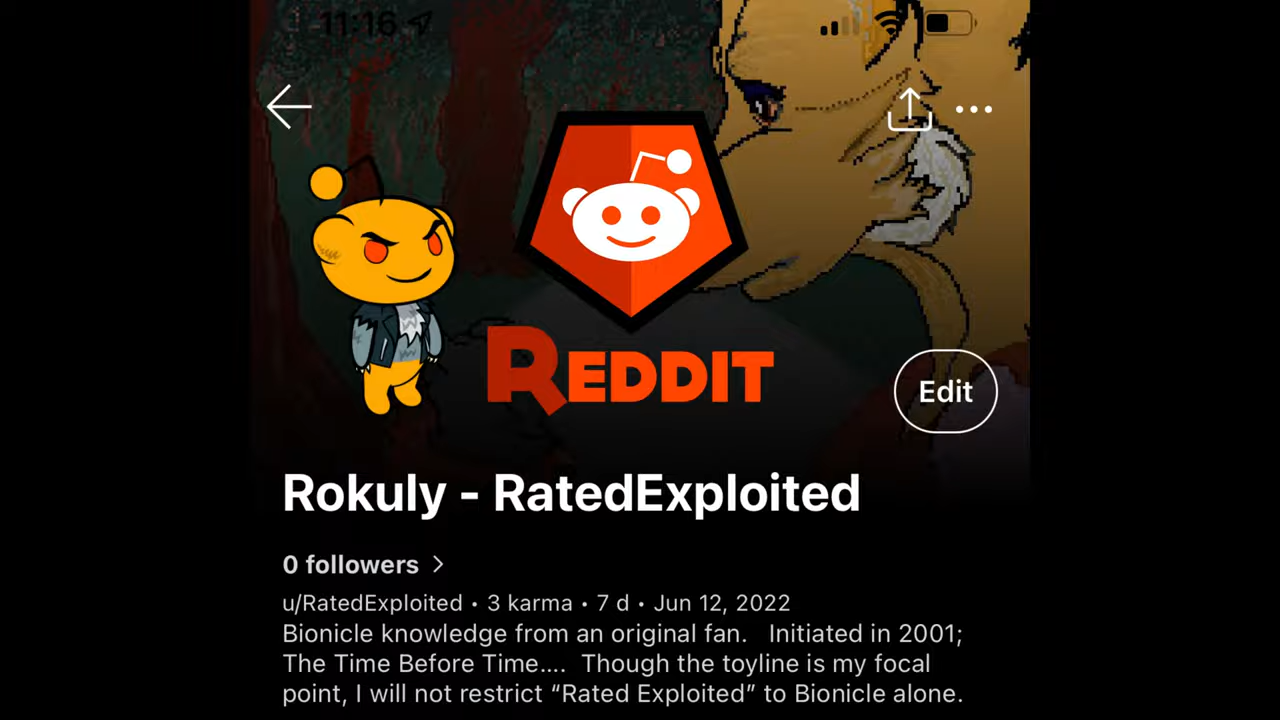 11:16
REDDIT
Edit
Rokuly - RatedExploited
0 followers >
u/RatedExploited • 3 karma • 7 d • Jun 12, 2022
Bionicle knowledge from an original fan.   Initiated in 2001;
The Time Before Time....  Though the toyline is my focal
point, I will not restrict “Rated Exploited” to Bionicle alone.